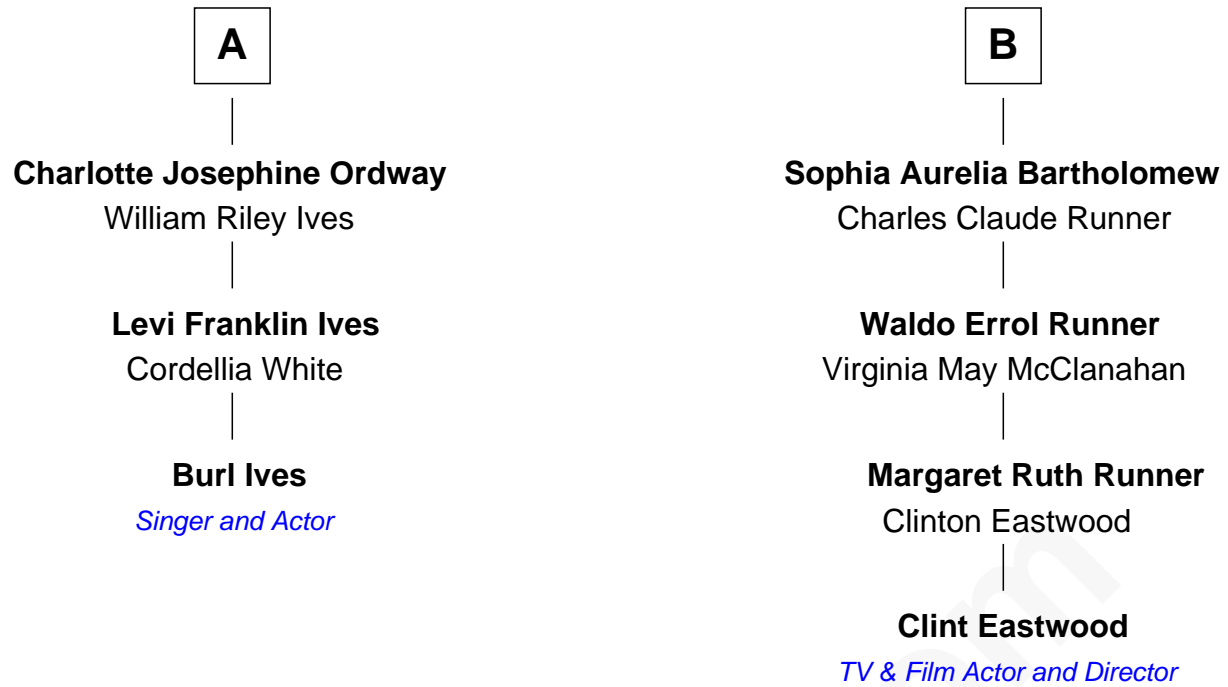 A
Charlotte Josephine Ordway
William Riley Ives
Levi Franklin Ives
Cordellia White
Burl Ives
Singer and Actor
B
Sophia Aurelia Bartholomew
Charles Claude Runner
Waldo Errol Runner
Virginia May McClanahan
Margaret Ruth Runner
Clinton Eastwood
Clint Eastwood
TV & Film Actor and Director